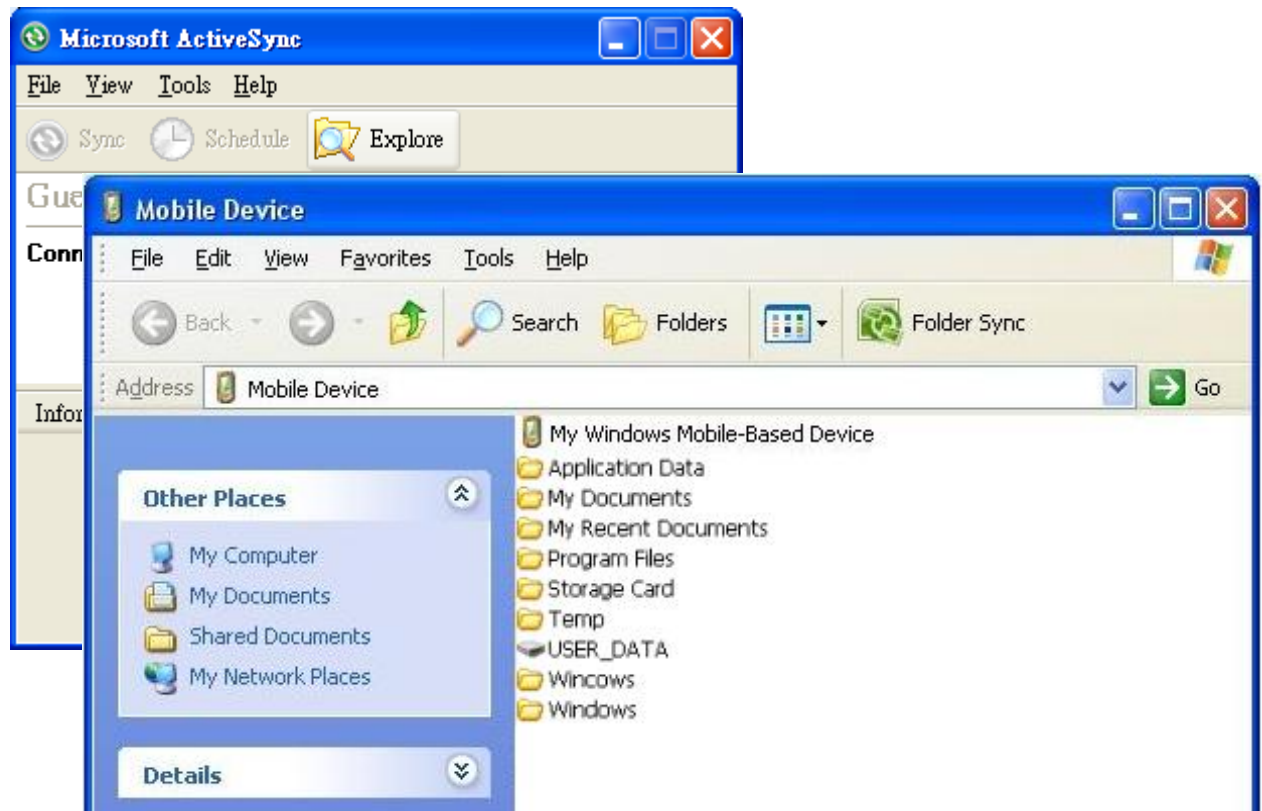 Microsoft ActiveSync
File View Tools Help
Sync Schedule Explore
Gue
Conn
Infor
Mobile Device
File Edit View Favorites Tools Help
Back Search Folders Folder Sync
Address Mobile Device Go
Other Places
My Computer
My Documents
Shared Documents
My Network Places
Details
My Windows Mobile-Based Device
Application Data
My Documents
My Recent Documents
Program Files
Storage Card
Temp
USER_DATA
Wincows
Windows